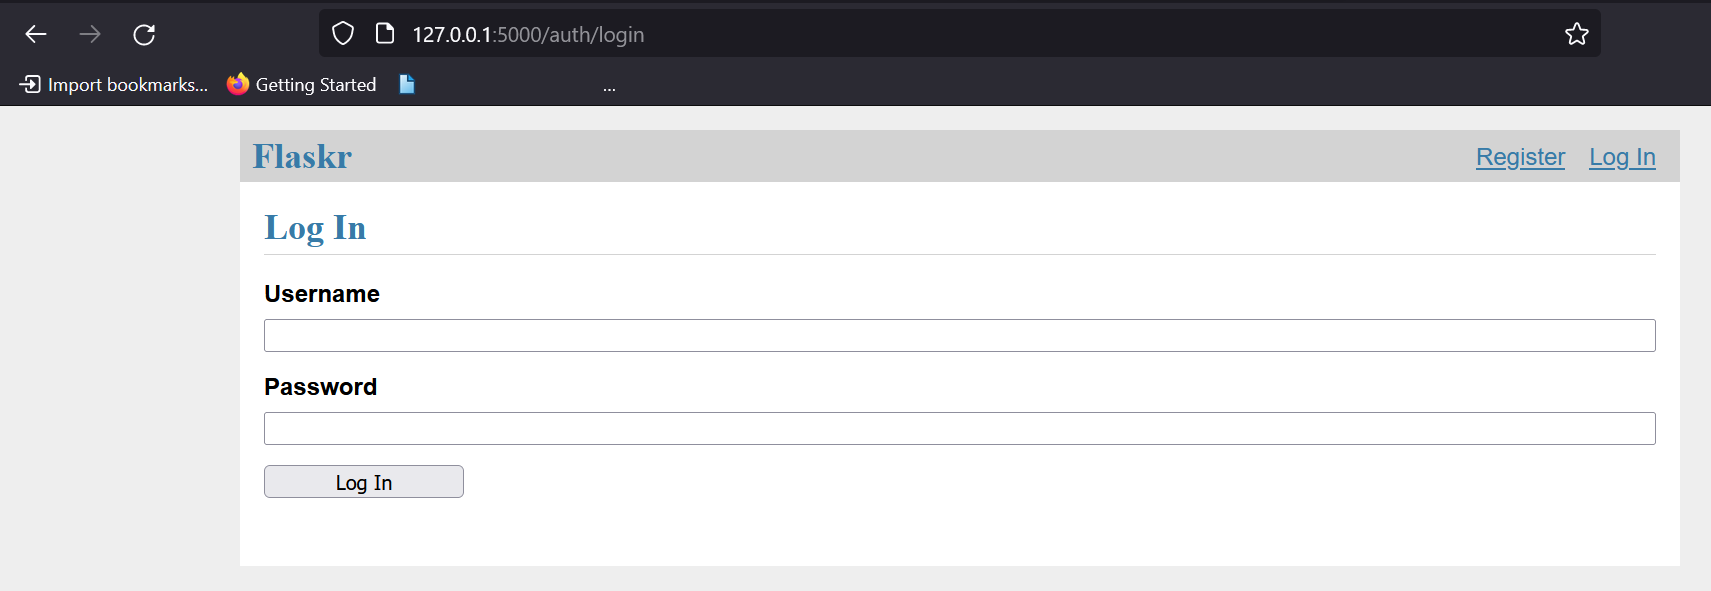 127.0.0.1:5000/auth/login
Import bookmarks... Getting Started ...
Flaskr Register Log In
Log In
Username
Password
Log In